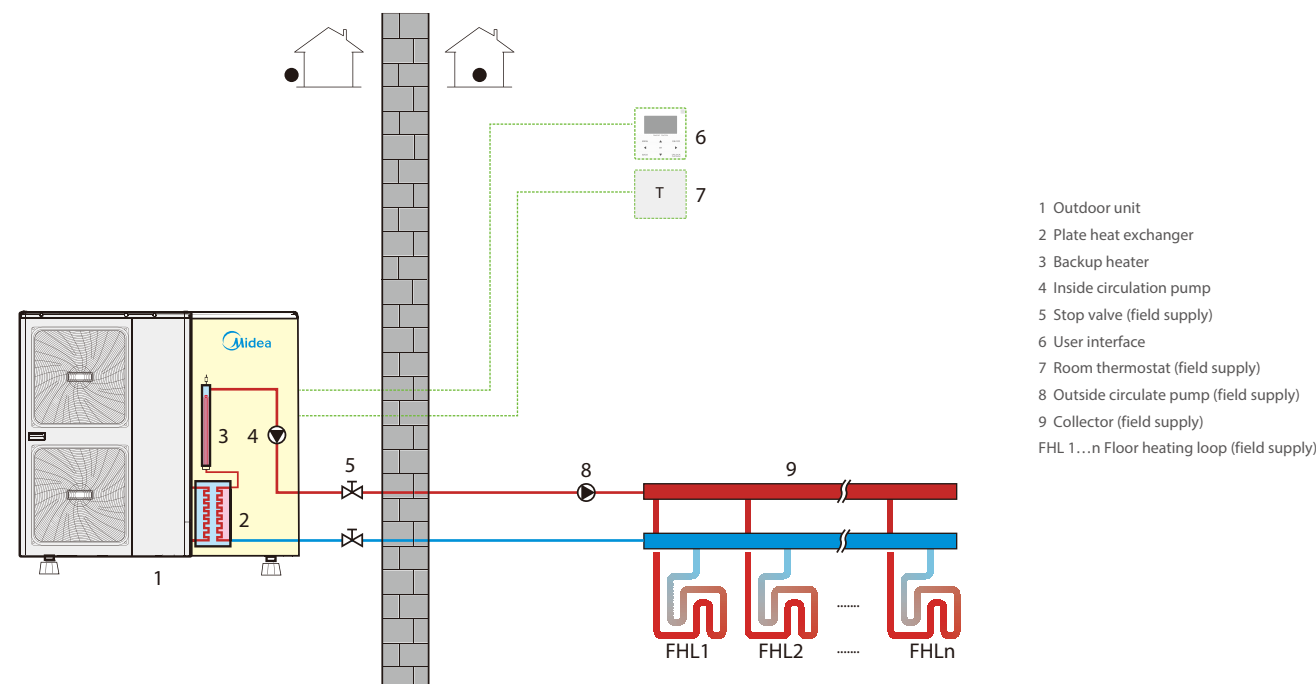 6
T
7
Midea
3
4
5
8
9
2
1
FHL1
FHL2
.......
.......
FHLn
1 Outdoor unit
2 Plate heat exchanger
3 Backup heater
4 Inside circulation pump
5 Stop valve (field supply)
6 User interface
7 Room thermostat (field supply)
8 Outside circulate pump (field supply)
9 Collector (field supply)
FHL 1…n Floor heating loop (field supply)